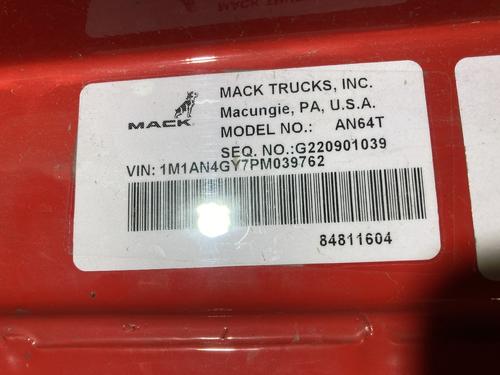 MACK TRUCKS, INC.
Macungie, PA, U.S.A.
MACK
MODEL NO.: AN64T
SEQ. NO.:G220901039
VIN: 1M1AN4GY7PM039762
84811604